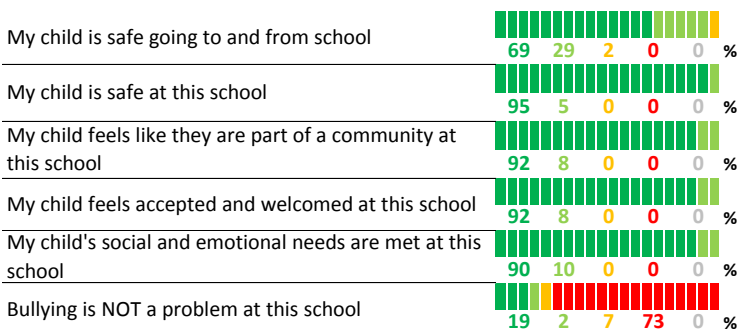 My child is safe going to and from school
69 29 2 0 0 %
My child is safe at this school
95 5 0 0 0 %
My child feels like they are part of a community at
this school
92 8 0 0 0 %
My child feels accepted and welcomed at this school
92 8 0 0 0 %
My child's social and emotional needs are met at this
school
90 10 0 0 0 %
Bullying is NOT a problem at this school
19 2 7 73 0 %